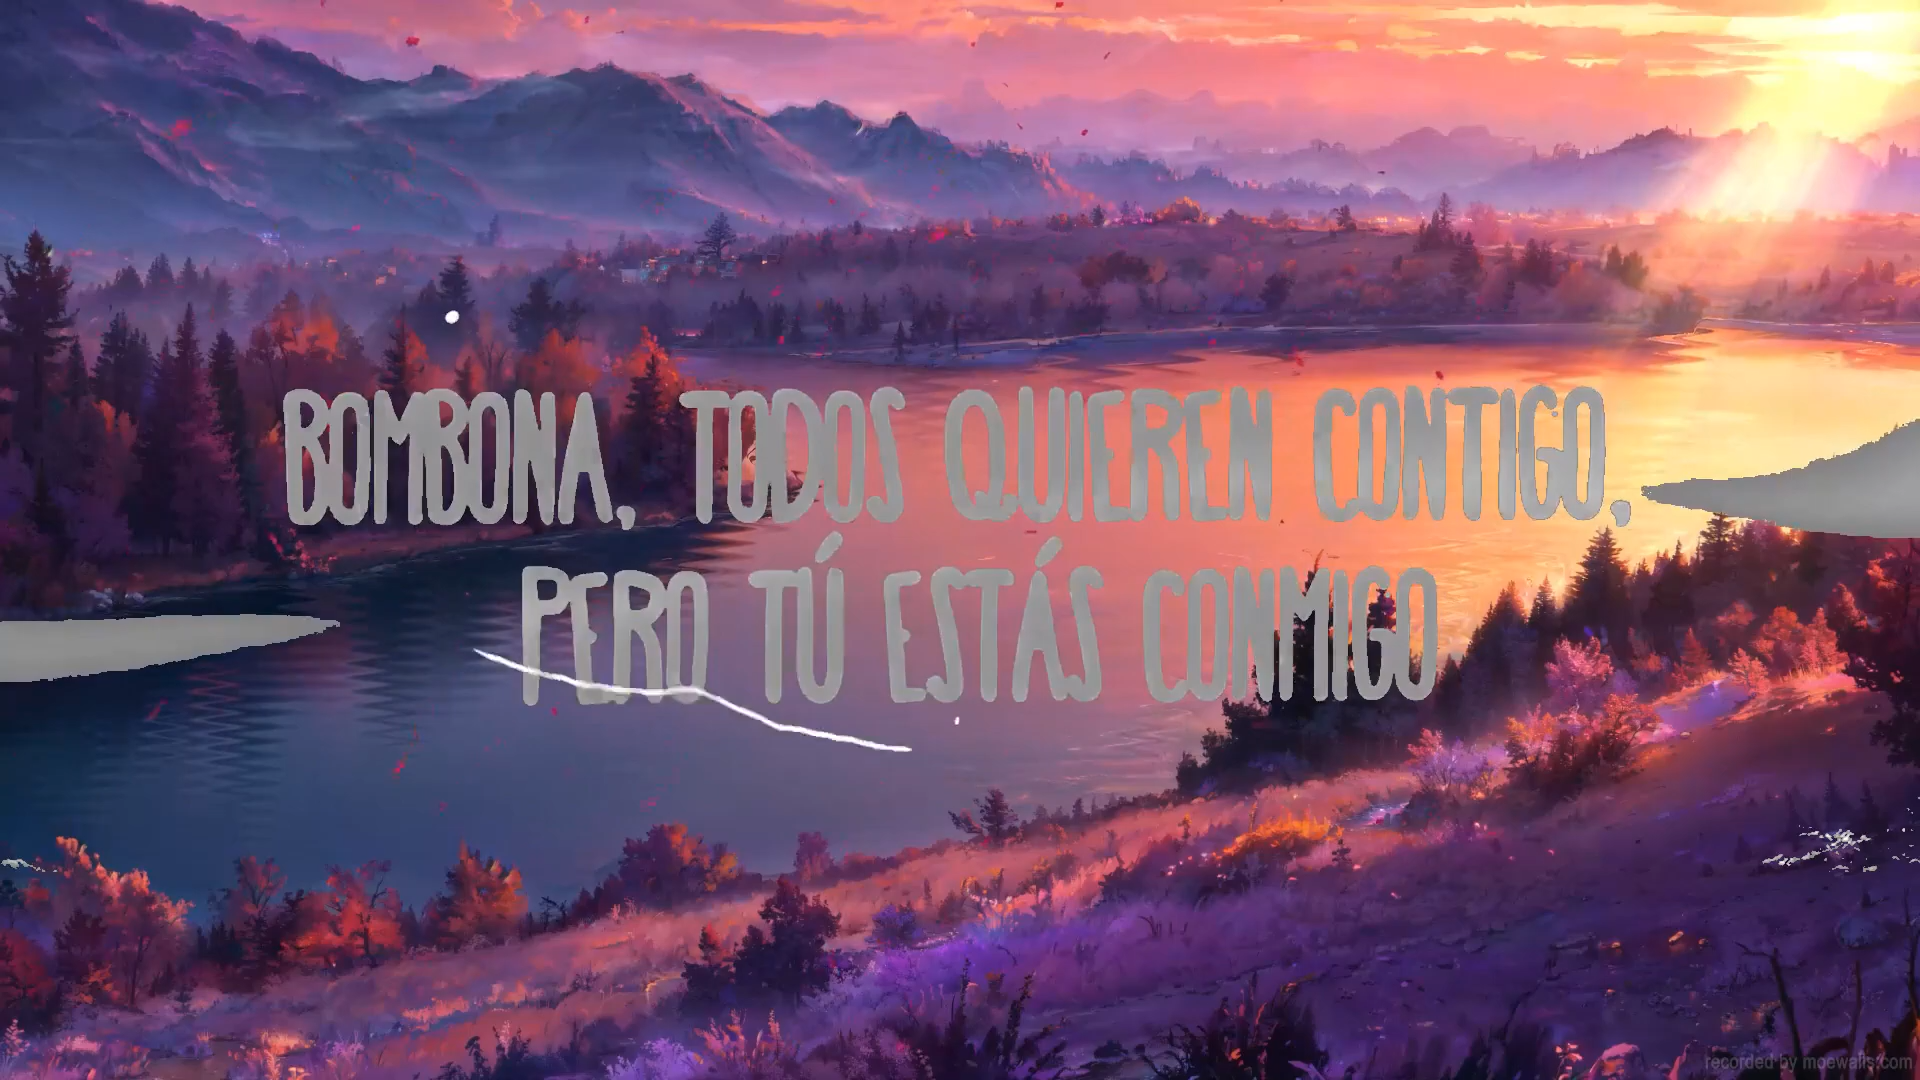 BOMBONA, TODOS QUIEREN CONTIGO,
PERO TÚ ESTÁS CONMIGO
recorded by moewalls.com